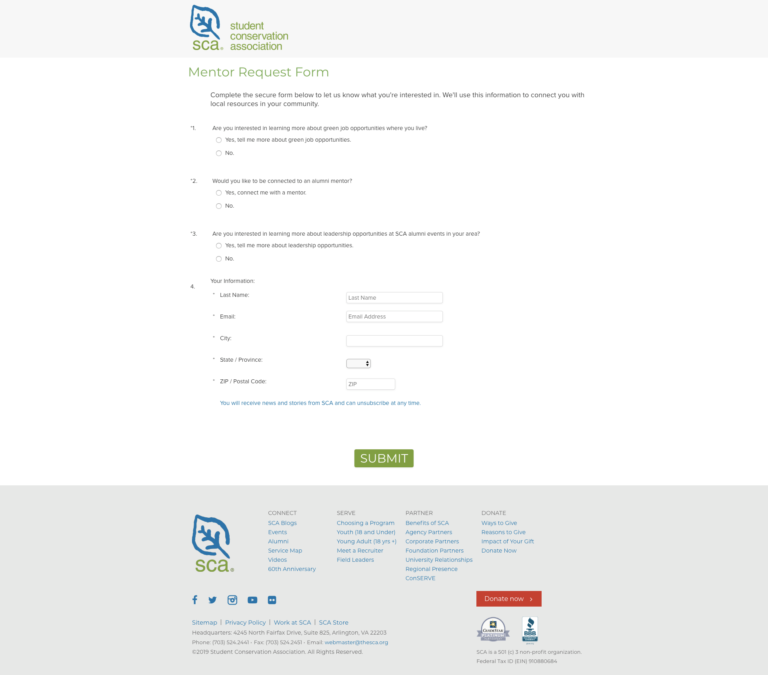 student
conservation
association
sca.
Mentor Request Form
Complete the secure form below to let us know what you're interested in. We'll use this information to connect you with
local resources in your community.
*1. Are you interested in learning more about green job opportunities where you live?
Yes, tell me more about green job opportunities.
No.
*2. Would you like to be connected to an alumni mentor?
Yes, connect me with a mentor.
No.
*3. Are you interested in learning more about leadership opportunities at SCA alumni events in your area?
Yes, tell me more about leadership opportunities.
No.
4. Your Information:
* Last Name: Last Name
* Email: Email Address
* City:
* State / Province:
* ZIP / Postal Code: ZIP
You will receive news and stories from SCA and can unsubscribe at any time.
SUBMIT
sca.
CONNECT
SCA Blogs
Events
Alumni
Service Map
Videos
60th Anniversary
SERVE
Choosing a Program
Youth (18 and Under)
Young Adult (18 yrs +)
Meet a Recruiter
Field Leaders
PARTNER
Benefits of SCA
Agency Partners
Corporate Partners
Foundation Partners
University Relationships
Regional Presence
ConSERVE
DONATE
Ways to Give
Reasons to Give
Impact of Your Gift
Donate Now
Donate now ›
Sitemap | Privacy Policy | Work at SCA | SCA Store
Headquarters: 4245 North Fairfax Drive, Suite 825, Arlington, VA 22203
Phone: (703) 524.2441 - Fax: (703) 524.2451 - Email: webmaster@thesca.org
©2019 Student Conservation Association. All Rights Reserved.
BBB
SCA is a 501 (c) 3 non-profit organization.
Federal Tax ID (EIN) 910880684